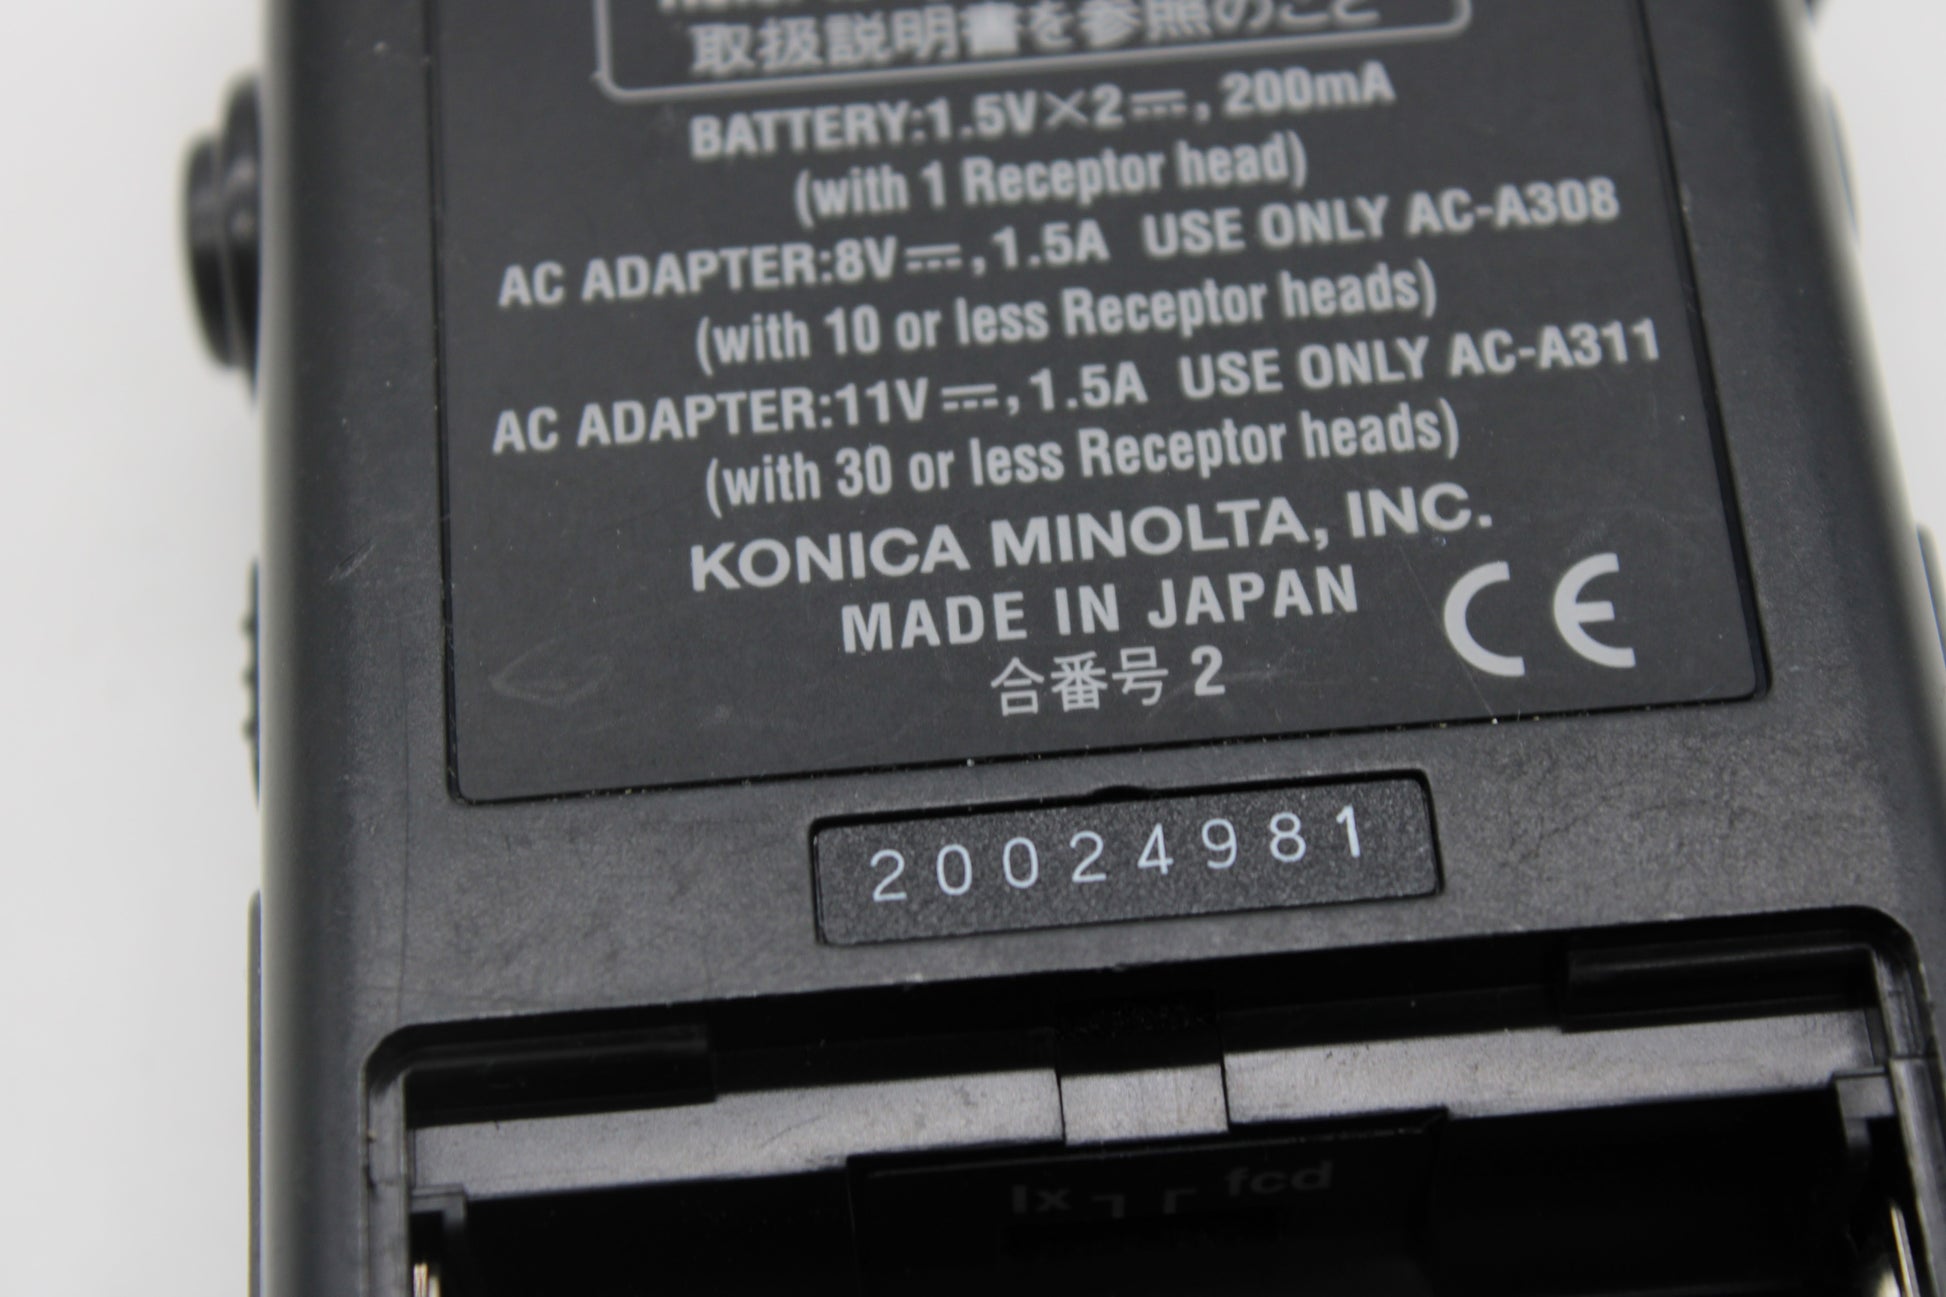 取扱説明書を参照のこと
BATTERY:1.5V×2⎓, 200mA
(with 1 Receptor head)
AC ADAPTER:8V⎓, 1.5A USE ONLY AC-A308
(with 10 or less Receptor heads)
AC ADAPTER:11V⎓, 1.5A USE ONLY AC-A311
(with 30 or less Receptor heads)
KONICA MINOLTA, INC.
MADE IN JAPAN
合番号 2
CE
20024981
lx fcd